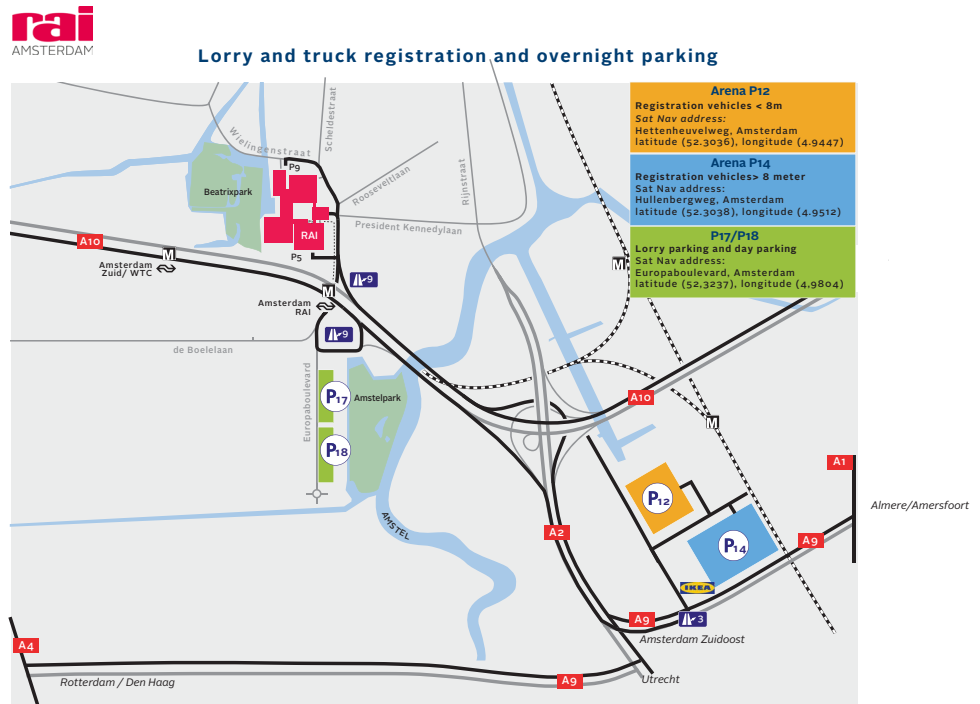 rai
AMSTERDAM
Lorry and truck registration and overnight parking
Arena P12
Registration vehicles < 8m
Sat Nav address:
Hettenheuvelweg, Amsterdam
latitude (52.3036), longitude (4.9447)
Arena P14
Registration vehicles> 8 meter
Sat Nav address:
Hullenbergweg, Amsterdam
latitude (52.3038), longitude (4.9512)
P17/P18
Lorry parking and day parking
Sat Nav address:
Europaboulevard, Amsterdam
latitude (52,3237), longitude (4,9804)
Wielingenstraat
Scheldestraat
P9
Rooseveltlaan
Rijnstraat
Beatrixpark
RAI
President Kennedylaan
P5
A10
M
Amsterdam
Zuid/ WTC
M
9
M
Amsterdam
RAI
9
de Boelelaan
Europaboulevard
P17
Amstelpark
P18
A10
M
A1
Almere/Amersfoort
P12
AMSTEL
A2
P14
A9
IKEA
A9
3
Amsterdam Zuidoost
A4
Rotterdam / Den Haag
A9
Utrecht